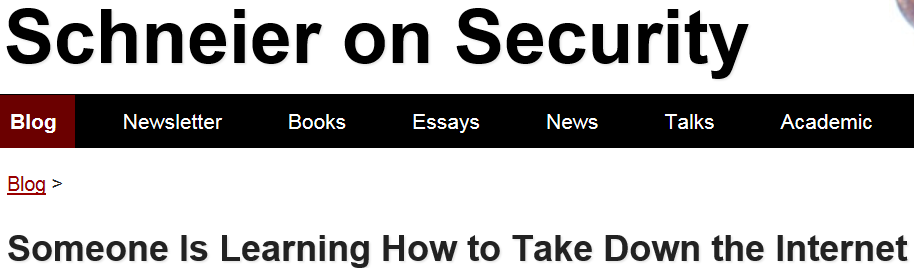 Schneier on Security
Blog Newsletter Books Essays News Talks Academic
Blog >
Someone Is Learning How to Take Down the Internet